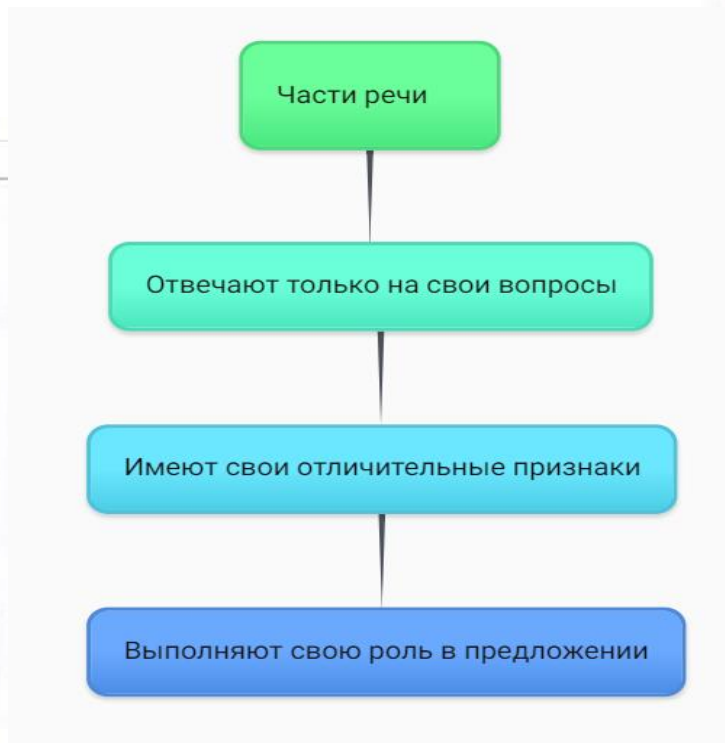 Части речи
Отвечают только на свои вопросы
Имеют свои отличительные признаки
Выполняют свою роль в предложении